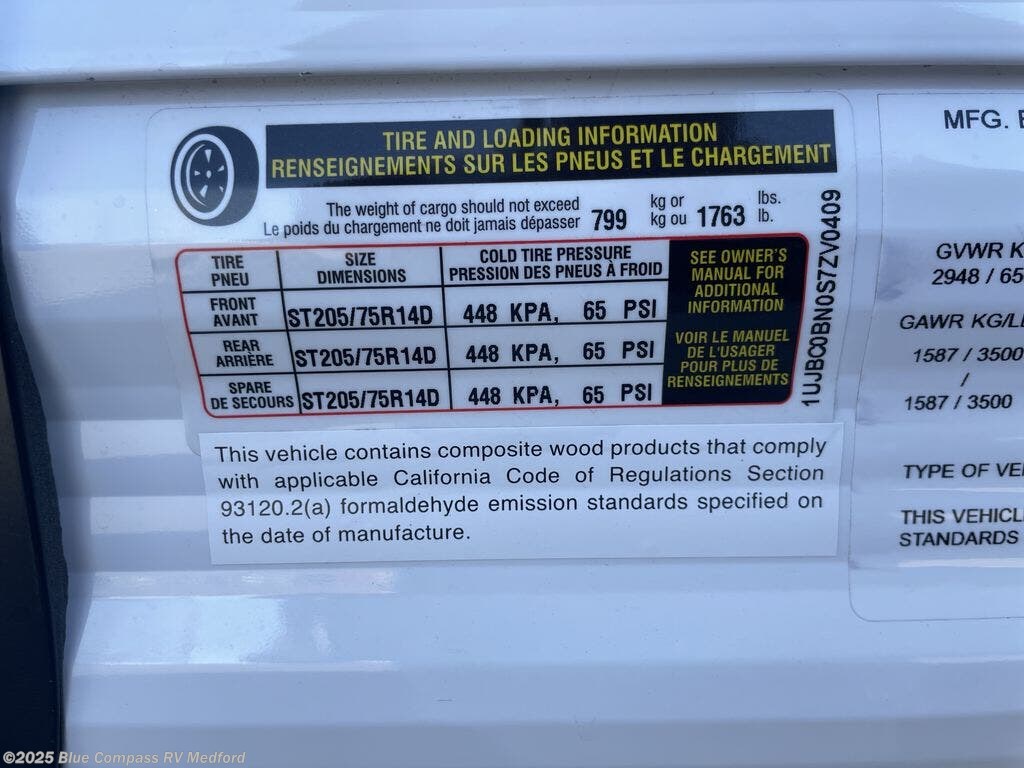 TIRE AND LOADING INFORMATION
RENSEIGNEMENTS SUR LES PNEUS ET LE CHARGEMENT
The weight of cargo should not exceed 799 kg or 1763 lbs.
Le poids du chargement ne doit jamais dépasser kg ou lb.
TIRE PNEU
SIZE DIMENSIONS
COLD TIRE PRESSURE
PRESSION DES PNEUS À FROID
FRONT AVANT ST205/75R14D 448 KPA, 65 PSI
REAR ARRIÈRE ST205/75R14D 448 KPA, 65 PSI
SPARE DE SECOURS ST205/75R14D 448 KPA, 65 PSI
SEE OWNER'S
MANUAL FOR
ADDITIONAL
INFORMATION
VOIR LE MANUEL
DE L'USAGER
POUR PLUS DE
RENSEIGNEMENTS
1UJBC0BN0S7ZV0409
This vehicle contains composite wood products that comply
with applicable California Code of Regulations Section
93120.2(a) formaldehyde emission standards specified on
the date of manufacture.
MFG.
GVWR
2948 / 65
GAWR KG/
1587 / 3500
/
1587 / 3500
TYPE OF
THIS
STANDARDS
©2025 Blue Compass RV Medford